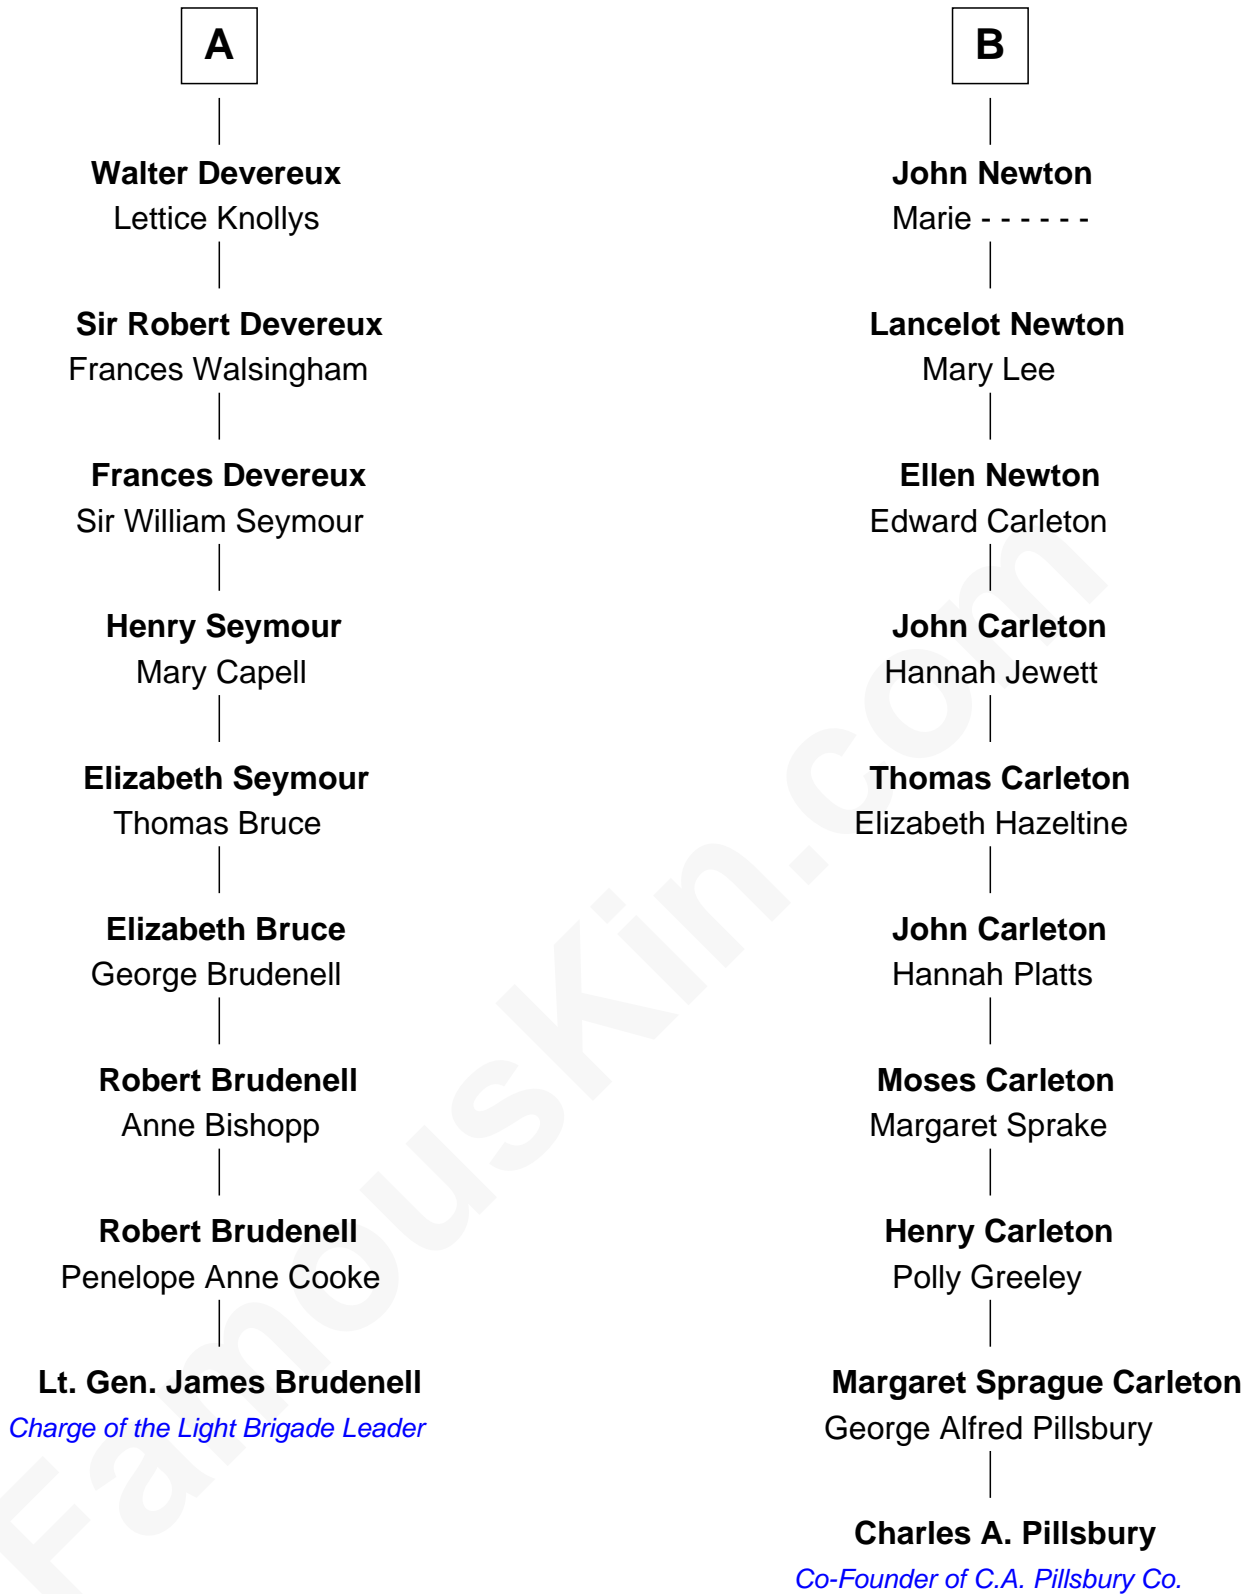 A
Walter Devereux
Lettice Knollys
Sir Robert Devereux
Frances Walsingham
Frances Devereux
Sir William Seymour
Henry Seymour
Mary Capell
Elizabeth Seymour
Thomas Bruce
Elizabeth Bruce
George Brudenell
Robert Brudenell
Anne Bishopp
Robert Brudenell
Penelope Anne Cooke
Lt. Gen. James Brudenell
Charge of the Light Brigade Leader
B
John Newton
Marie - - - - - -
Lancelot Newton
Mary Lee
Ellen Newton
Edward Carleton
John Carleton
Hannah Jewett
Thomas Carleton
Elizabeth Hazeltine
John Carleton
Hannah Platts
Moses Carleton
Margaret Sprake
Henry Carleton
Polly Greeley
Margaret Sprague Carleton
George Alfred Pillsbury
Charles A. Pillsbury
Co-Founder of C.A. Pillsbury Co.
FamousKin.com